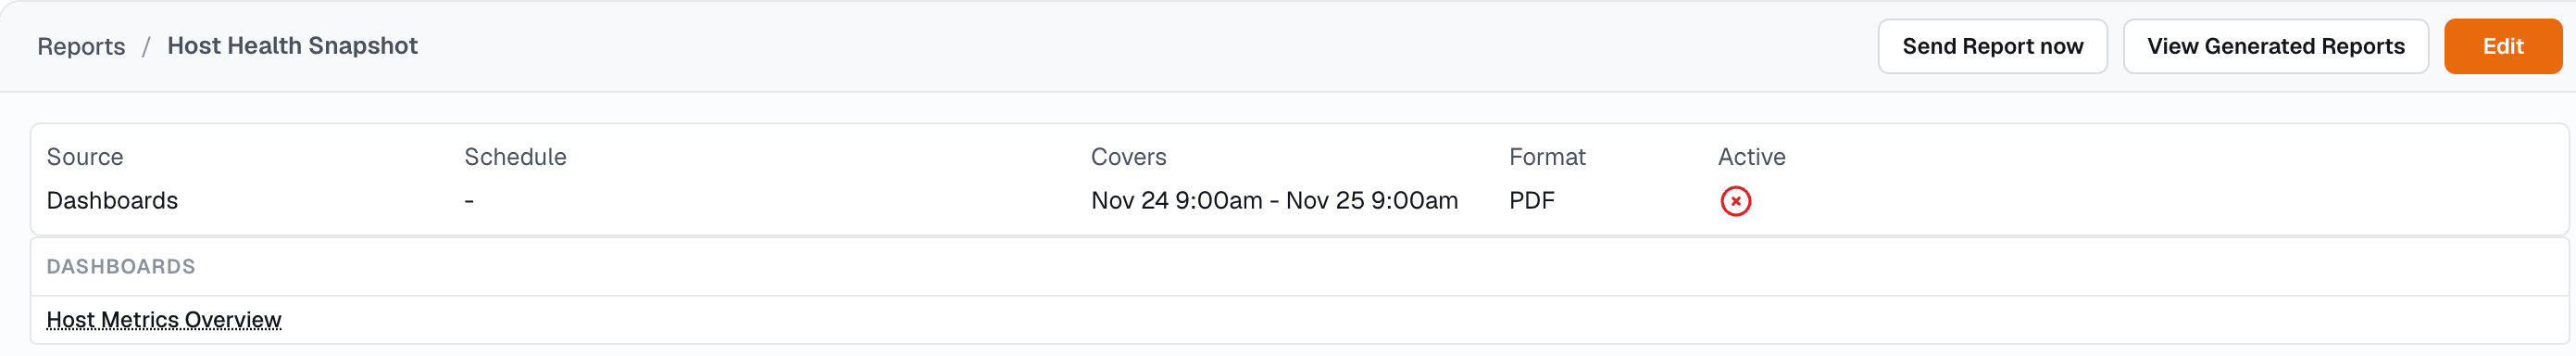 Reports / Host Health Snapshot
Send Report now
View Generated Reports
Edit
Source Schedule Covers Format Active
Dashboards - Nov 24 9:00am - Nov 25 9:00am PDF
DASHBOARDS
Host Metrics Overview